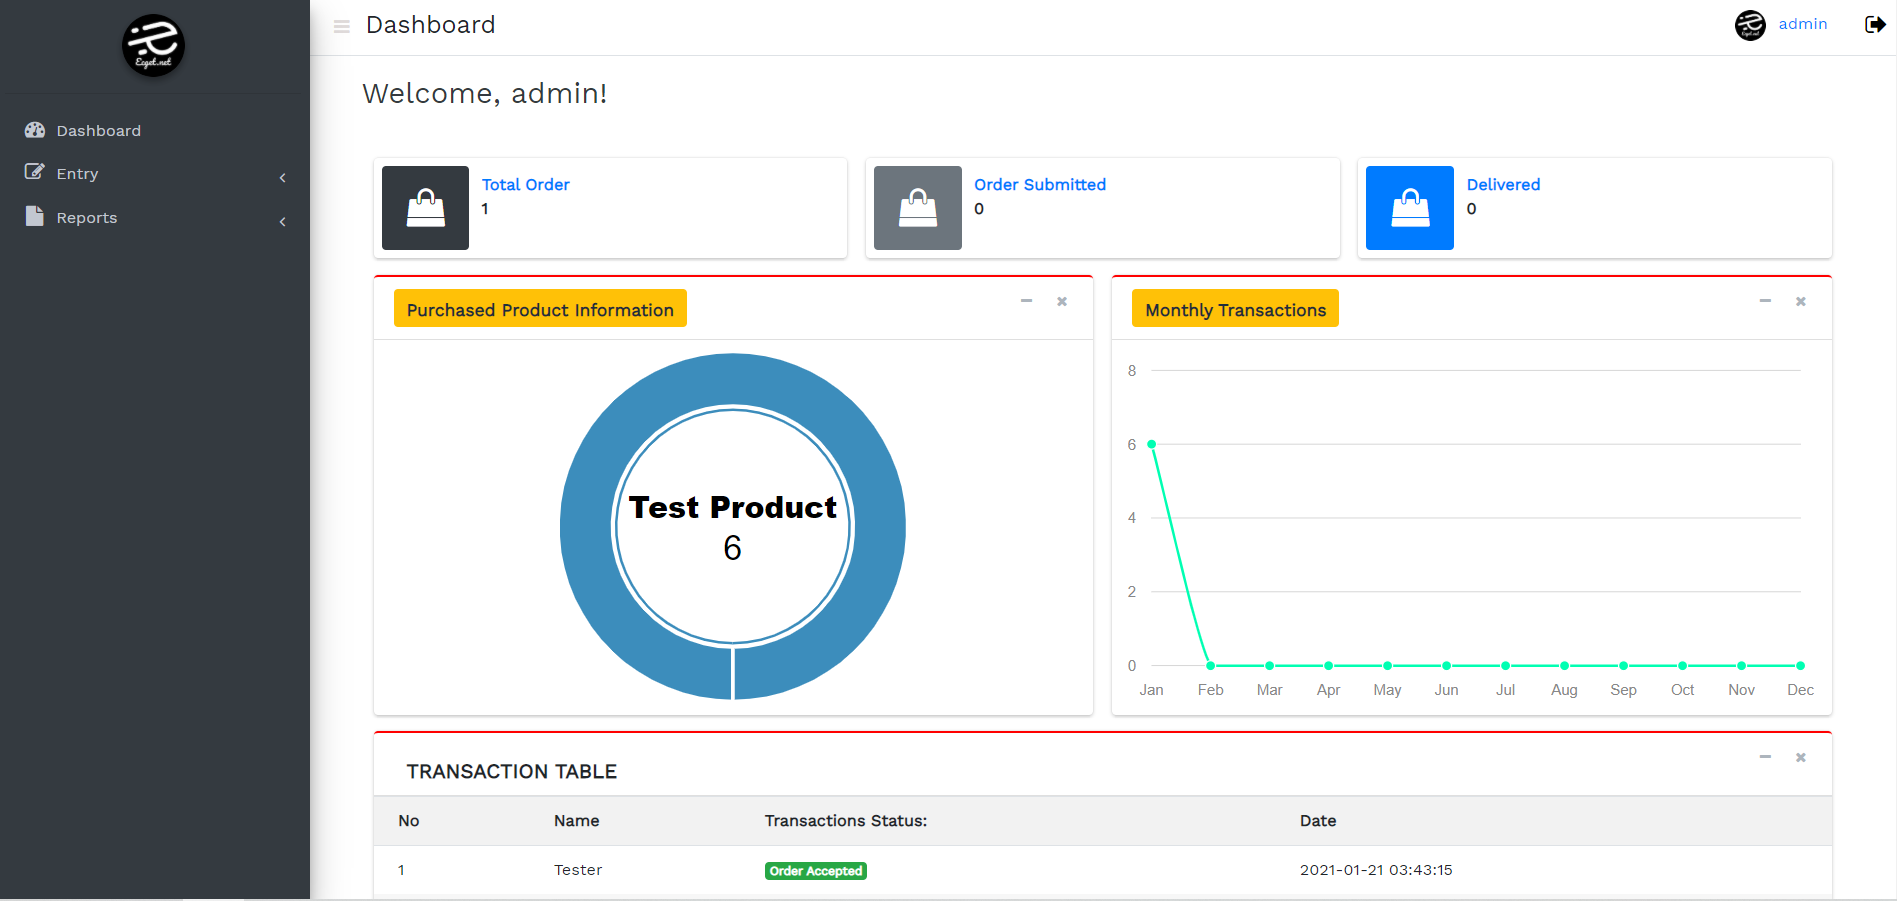 Ecget.net
Dashboard
Ecget.net
admin
Dashboard
Entry
Reports
Welcome, admin!
Total Order
1
Order Submitted
0
Delivered
0
Purchased Product Information
Test Product
6
Monthly Transactions
8
6
4
2
0
Jan Feb Mar Apr May Jun Jul Aug Sep Oct Nov Dec
TRANSACTION TABLE
No Name Transactions Status: Date
1 Tester Order Accepted 2021-01-21 03:43:15